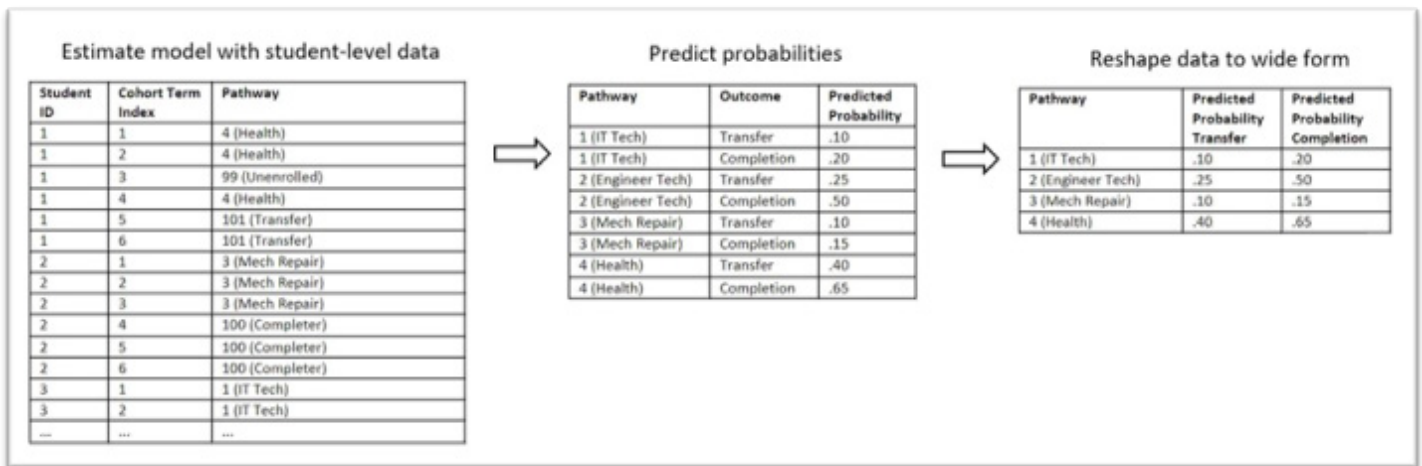 Estimate model with student-level data
Student ID Cohort Term Index Pathway
1 1 4 (Health)
1 2 4 (Health)
1 3 99 (Unenrolled)
1 4 4 (Health)
1 5 101 (Transfer)
1 6 101 (Transfer)
2 1 3 (Mech Repair)
2 2 3 (Mech Repair)
2 3 3 (Mech Repair)
2 4 100 (Completer)
2 5 100 (Completer)
2 6 100 (Completer)
3 1 1 (IT Tech)
3 2 1 (IT Tech)
... ... ...
Predict probabilities
Pathway Outcome Predicted Probability
1 (IT Tech) Transfer .10
1 (IT Tech) Completion .20
2 (Engineer Tech) Transfer .25
2 (Engineer Tech) Completion .50
3 (Mech Repair) Transfer .10
3 (Mech Repair) Completion .15
4 (Health) Transfer .40
4 (Health) Completion .65
Reshape data to wide form
Pathway Predicted Probability Transfer Predicted Probability Completion
1 (IT Tech) .10 .20
2 (Engineer Tech) .25 .50
3 (Mech Repair) .10 .15
4 (Health) .40 .65